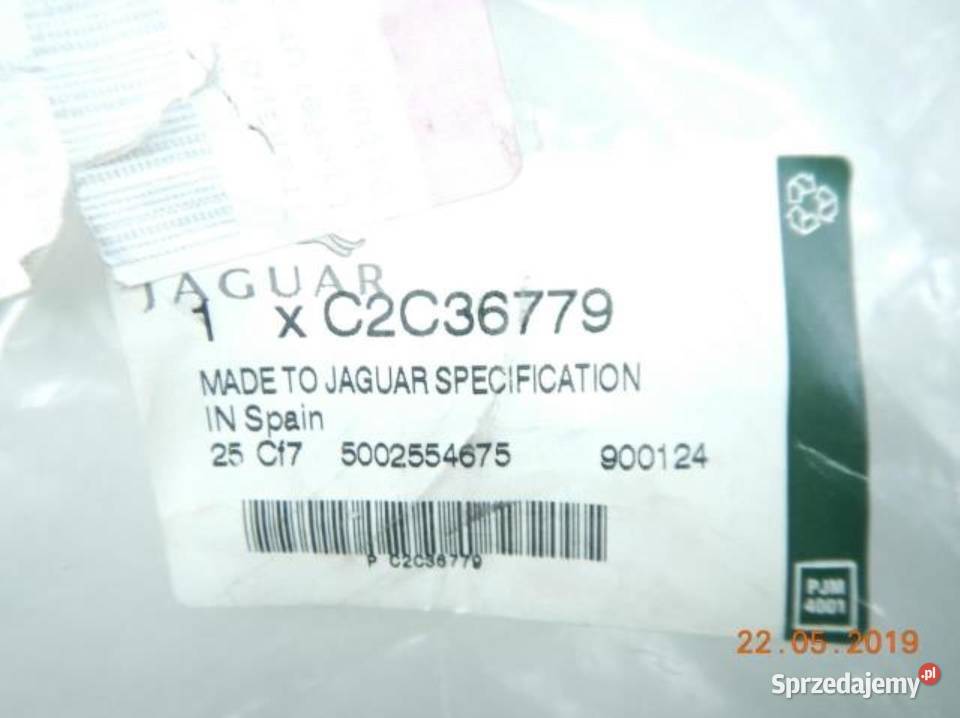 JAGUAR
1 x C2C36779
MADE TO JAGUAR SPECIFICATION
IN Spain
25 Cf7 5002554675 900124
P C2C36779
PJM
4001
22.05.2019
Sprzedajemy.pl